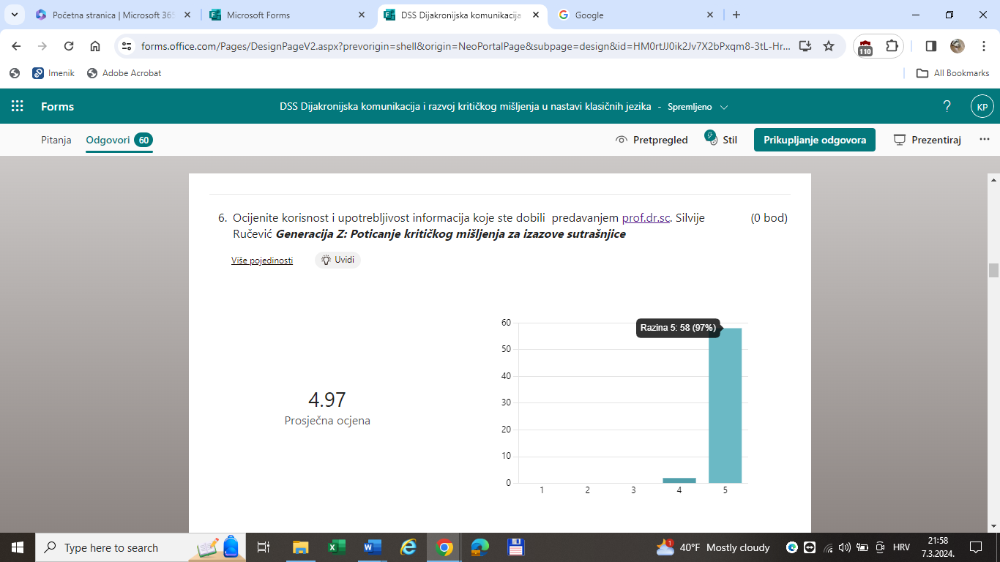 Početna stranica | Microsoft 365
Microsoft Forms
DSS Dijakronijska komunikacija
Google
forms.office.com/Pages/DesignPageV2.aspx?prevorigin=shell&origin=NeoPortalPage&subpage=design&id=HM0rtJJ0ik2Jv7X2bPxqm8-3tL-Hr...
110
Imenik
Adobe Acrobat
All Bookmarks
Forms
DSS Dijakronijska komunikacija i razvoj kritičkog mišljenja u nastavi klasičnih jezika - Spremljeno
?
KP
Pitanja
Odgovori 60
Pretpregled
Stil
Prikupljanje odgovora
Prezentiraj
6. Ocijenite korisnost i upotrebljivost informacija koje ste dobili predavanjem prof.dr.sc. Silvije
(0 bod)
Ručević Generacija Z: Poticanje kritičkog mišljenja za izazove sutrašnjice
Više pojedinosti
Uvidi
4.97
Prosječna ocjena
60
Razina 5: 58 (97%)
50
40
30
20
10
0
1 2 3 4 5
Type here to search
1
40°F Mostly cloudy
HRV
21:58
7.3.2024.